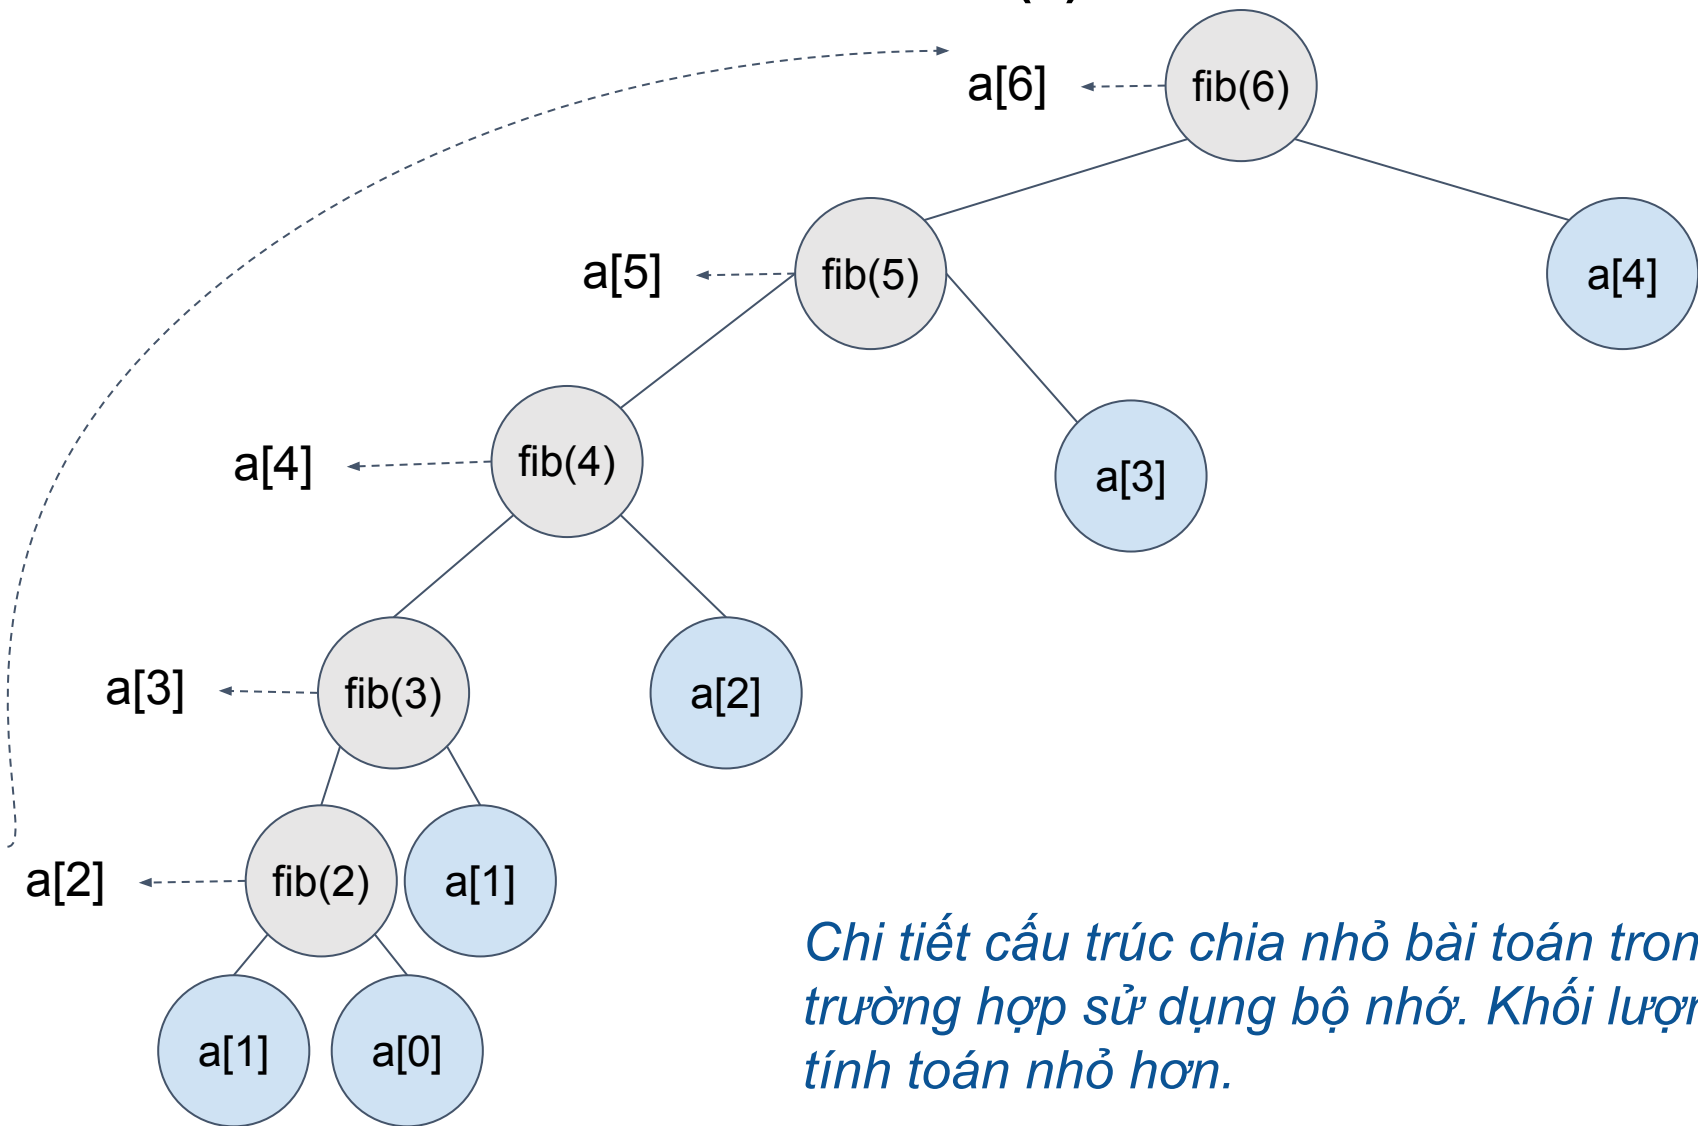 a[6] fib(6)
a[5] fib(5) a[4]
a[4] fib(4) a[3]
a[3] fib(3) a[2]
a[2] fib(2) a[1]
a[1] a[0]
Chi tiết cấu trúc chia nhỏ bài toán tron
trường hợp sử dụng bộ nhớ. Khối lượn
tính toán nhỏ hơn.